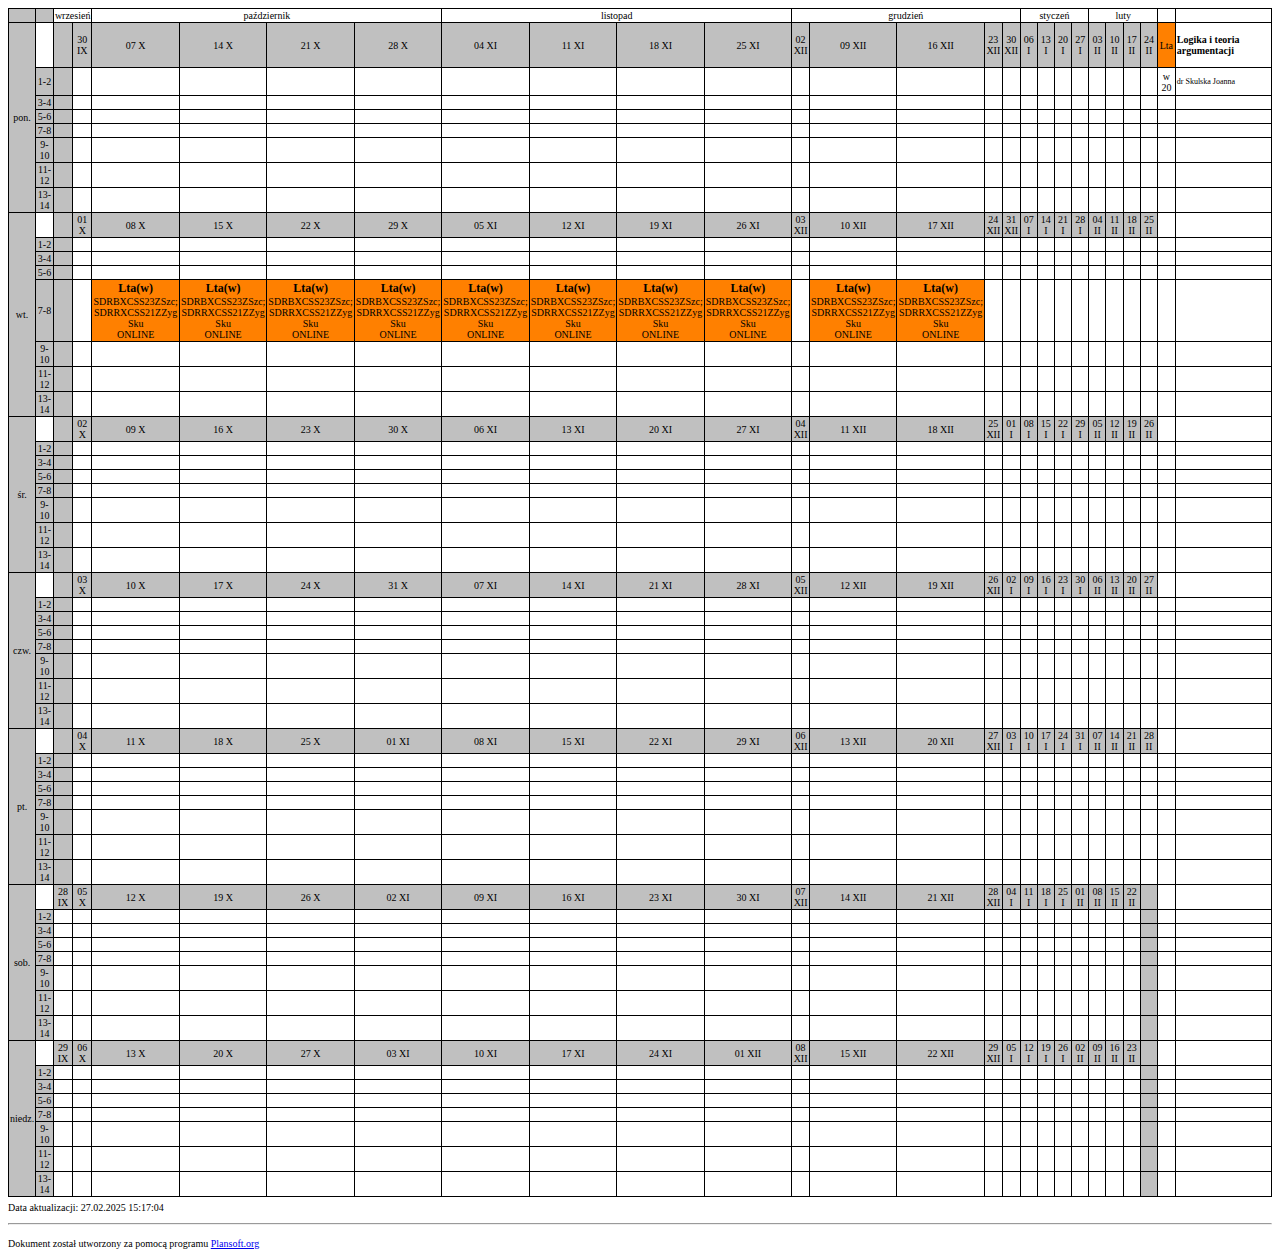 wrzesień październik listopad grudzień styczeń luty
pon. 30 IX 07 X 14 X 21 X 28 X 04 XI 11 XI 18 XI 25 XI 02 XII 09 XII 16 XII 23 XII 30 XII 06 I 13 I 20 I 27 I 03 II 10 II 17 II 24 II Lta Logika i teoria argumentacji
1-2 w 20 dr Skulska Joanna
3-4
5-6
7-8
9-10
11-12
13-14
wt. 01 X 08 X 15 X 22 X 29 X 05 XI 12 XI 19 XI 26 XI 03 XII 10 XII 17 XII 24 XII 31 XII 07 I 14 I 21 I 28 I 04 II 11 II 18 II 25 II
1-2
3-4
5-6
7-8 Lta(w) Lta(w) Lta(w) Lta(w) Lta(w) Lta(w) Lta(w) Lta(w) Lta(w) Lta(w)
SDRBXCSS23ZSzc; SDRBXCSS23ZSzc; SDRBXCSS23ZSzc; SDRBXCSS23ZSzc; SDRBXCSS23ZSzc; SDRBXCSS23ZSzc; SDRBXCSS23ZSzc; SDRBXCSS23ZSzc; SDRBXCSS23ZSzc; SDRBXCSS23ZSzc;
SDRRXCSS21ZZyg SDRRXCSS21ZZyg SDRRXCSS21ZZyg SDRRXCSS21ZZyg SDRRXCSS21ZZyg SDRRXCSS21ZZyg SDRRXCSS21ZZyg SDRRXCSS21ZZyg SDRRXCSS21ZZyg SDRRXCSS21ZZyg
Sku Sku Sku Sku Sku Sku Sku Sku Sku Sku
ONLINE ONLINE ONLINE ONLINE ONLINE ONLINE ONLINE ONLINE ONLINE ONLINE
9-10
11-12
13-14
śr. 02 X 09 X 16 X 23 X 30 X 06 XI 13 XI 20 XI 27 XI 04 XII 11 XII 18 XII 25 XII 01 I 08 I 15 I 22 I 29 I 05 II 12 II 19 II 26 II
1-2
3-4
5-6
7-8
9-10
11-12
13-14
czw. 03 X 10 X 17 X 24 X 31 X 07 XI 14 XI 21 XI 28 XI 05 XII 12 XII 19 XII 26 XII 02 I 09 I 16 I 23 I 30 I 06 II 13 II 20 II 27 II
1-2
3-4
5-6
7-8
9-10
11-12
13-14
pt. 04 X 11 X 18 X 25 X 01 XI 08 XI 15 XI 22 XI 29 XI 06 XII 13 XII 20 XII 27 XII 03 I 10 I 17 I 24 I 31 I 07 II 14 II 21 II 28 II
1-2
3-4
5-6
7-8
9-10
11-12
13-14
sob. 28 IX 05 X 12 X 19 X 26 X 02 XI 09 XI 16 XI 23 XI 30 XI 07 XII 14 XII 21 XII 28 XII 04 I 11 I 18 I 25 I 01 II 08 II 15 II 22 II
1-2
3-4
5-6
7-8
9-10
11-12
13-14
niedz. 29 IX 06 X 13 X 20 X 27 X 03 XI 10 XI 17 XI 24 XI 01 XII 08 XII 15 XII 22 XII 29 XII 05 I 12 I 19 I 26 I 02 II 09 II 16 II 23 II
1-2
3-4
5-6
7-8
9-10
11-12
13-14
Data aktualizacji: 27.02.2025 15:17:04
Dokument został utworzony za pomocą programu Plansoft.org